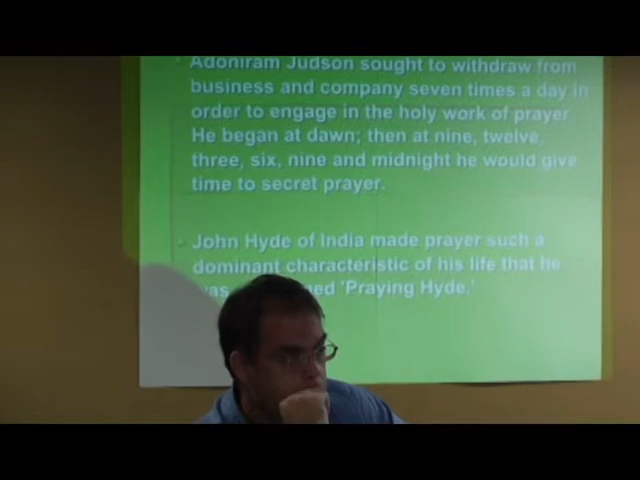 • Adoniram Judson sought to withdraw from
business and company seven times a day in
order to engage in the holy work of prayer.
He began at dawn; then at nine, twelve,
three, six, nine and midnight he would give
time to secret prayer.
• John Hyde of India made prayer such a
dominant characteristic of his life that he
was 'Praying Hyde.'